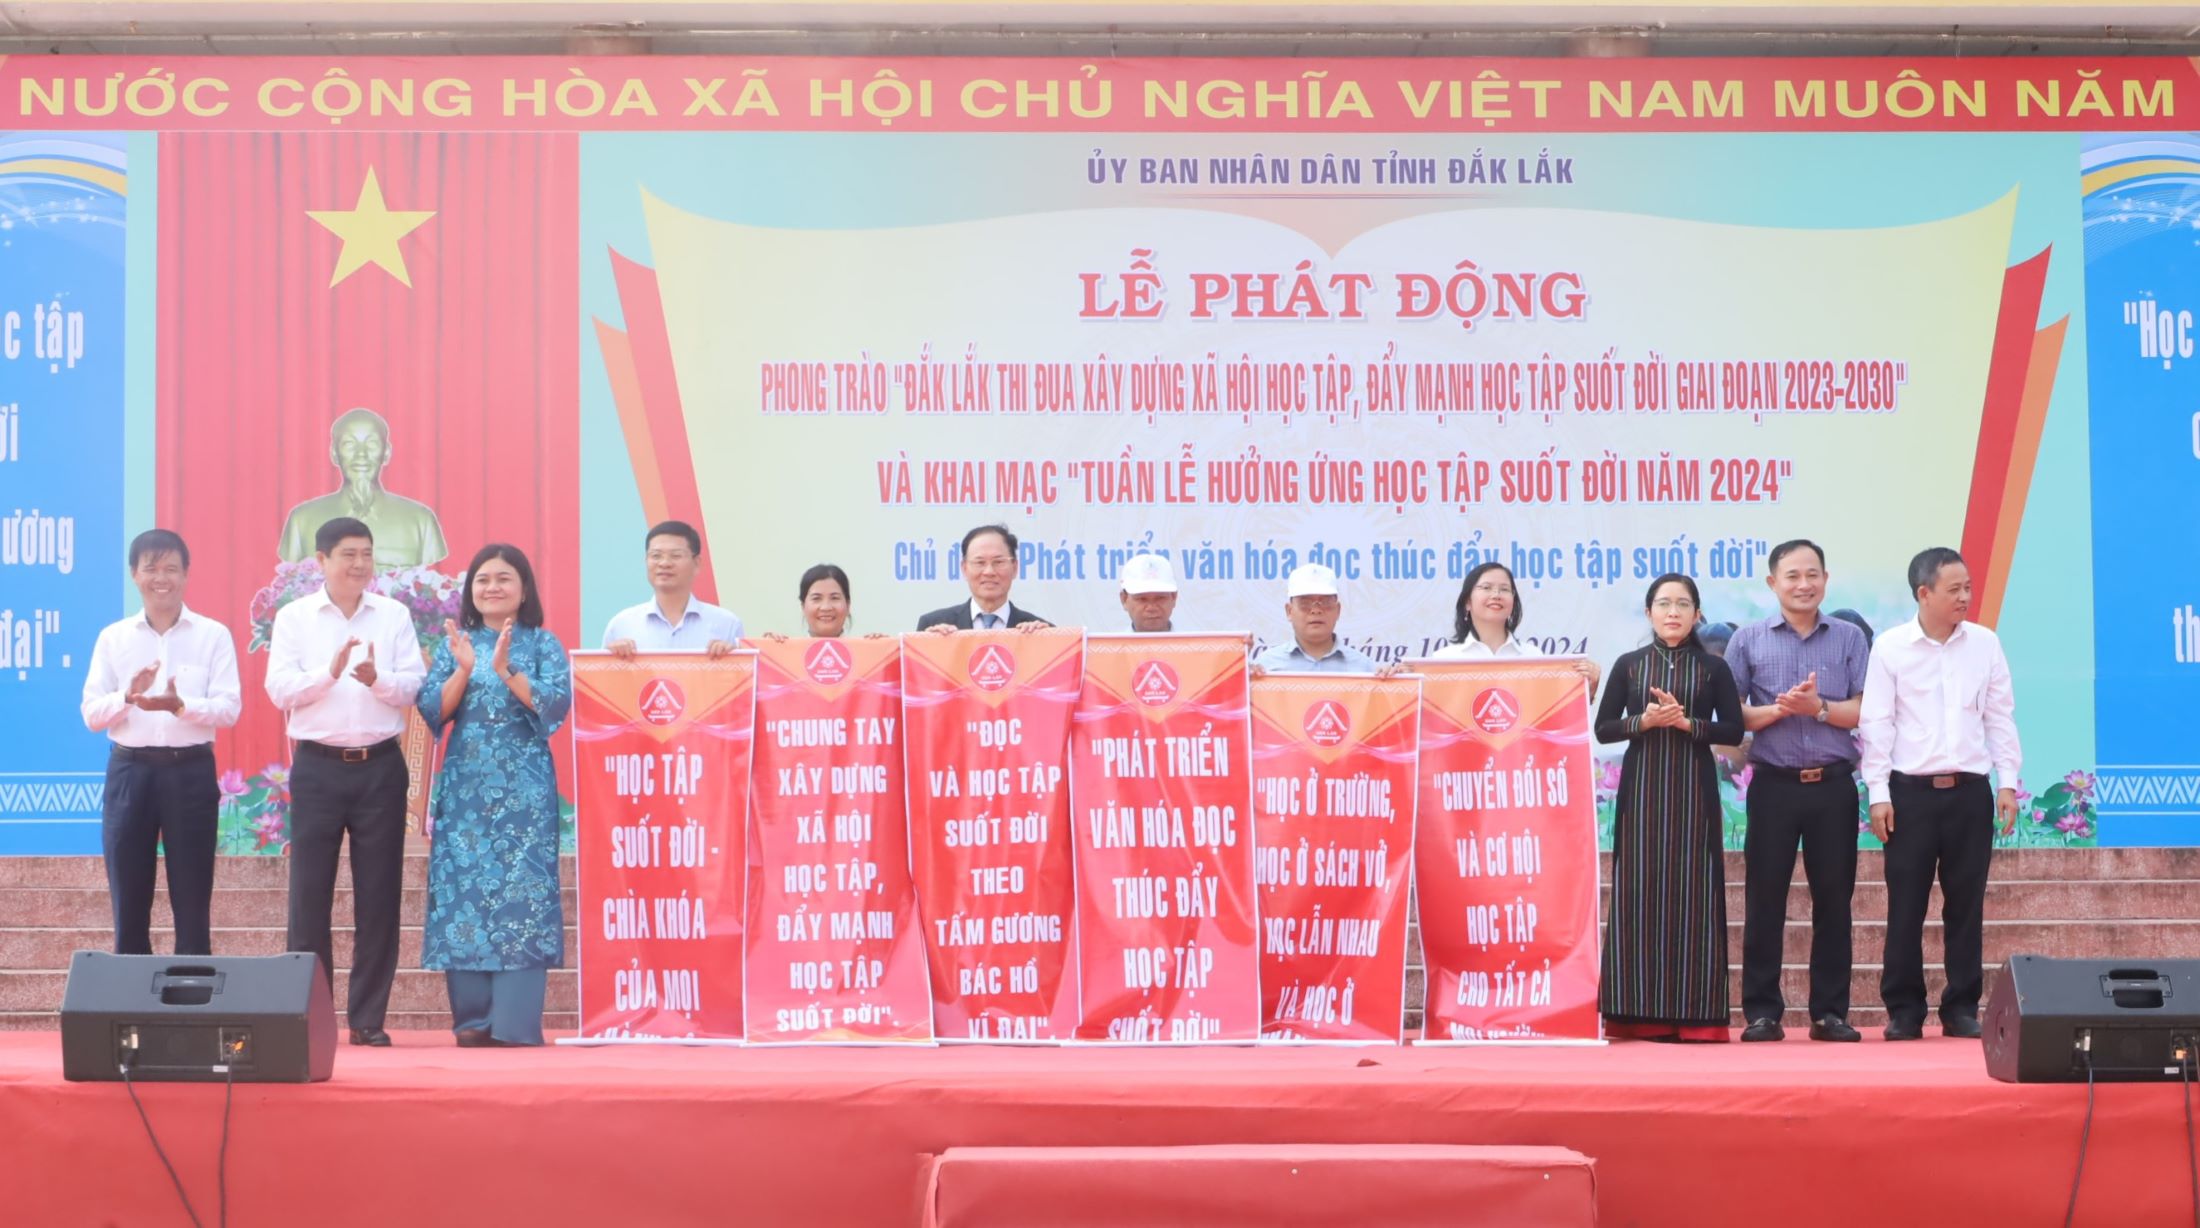 NƯỚC CỘNG HÒA XÃ HỘI CHỦ NGHĨA VIỆT NAM MUÔN NĂM
ỦY BAN NHÂN DÂN TỈNH ĐẮK LẮK
LỄ PHÁT ĐỘNG
PHONG TRÀO "ĐẮK LẮK THI ĐUA XÂY DỰNG XÃ HỘI HỌC TẬP, ĐẨY MẠNH HỌC TẬP SUỐT ĐỜI GIAI ĐOẠN 2023-2030"
VÀ KHAI MẠC "TUẦN LỄ HƯỞNG ỨNG HỌC TẬP SUỐT ĐỜI NĂM 2024"
Chủ Phát triển văn hóa đọc thúc đẩy học tập suốt đời"
10 2024
tập
ương
đại".
"Học
"HỌC TẬP
SUỐT ĐỜI -
CHÌA KHÓA
CỦA MỌI
"CHUNG TAY
XÂY DỰNG
XÃ HỘI
HỌC TẬP,
ĐẨY MẠNH
HỌC TẬP
SUỐT ĐỜI".
"ĐỌC
VÀ HỌC TẬP
SUỐT ĐỜI
THEO
TẤM GƯƠNG
BÁC HỒ
VĨ ĐẠI".
"PHÁT TRIỂN
VĂN HÓA ĐỌC
THÚC ĐẨY
HỌC TẬP
SUỐT ĐỜI"
"HỌC Ở TRƯỜNG,
HỌC Ở SÁCH VỞ,
HỌC LẪN NHAU
VÀ HỌC Ở
"CHUYỂN ĐỔI SỐ
VÀ CƠ HỘI
HỌC TẬP
CHO TẤT CẢ
MỌI NGƯỜI"